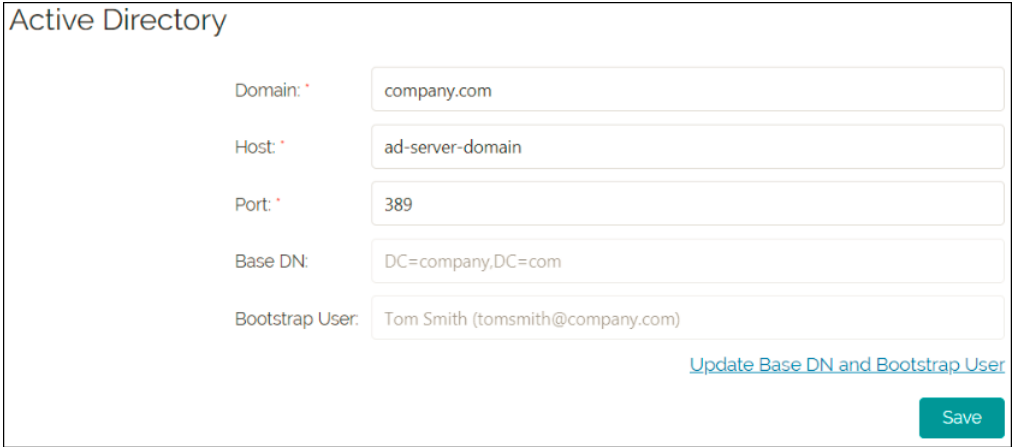 Active Directory
Domain: * company.com
Host: * ad-server-domain
Port: * 389
Base DN: DC=company,DC=com
Bootstrap User: Tom Smith (tomsmith@company.com)
Update Base DN and Bootstrap User
Save